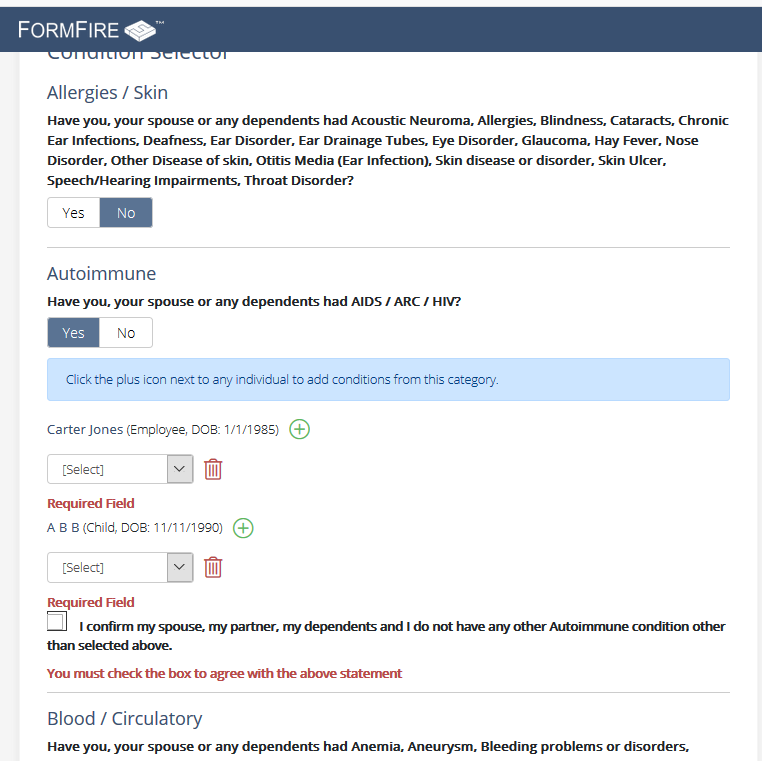 FORMFIRE™
Condition Selector
Allergies / Skin
Have you, your spouse or any dependents had Acoustic Neuroma, Allergies, Blindness, Cataracts, Chronic
Ear Infections, Deafness, Ear Disorder, Ear Drainage Tubes, Eye Disorder, Glaucoma, Hay Fever, Nose
Disorder, Other Disease of skin, Otitis Media (Ear Infection), Skin disease or disorder, Skin Ulcer,
Speech/Hearing Impairments, Throat Disorder?
Yes No
Autoimmune
Have you, your spouse or any dependents had AIDS / ARC / HIV?
Yes No
Click the plus icon next to any individual to add conditions from this category.
Carter Jones (Employee, DOB: 1/1/1985)
[Select]
Required Field
A B B (Child, DOB: 11/11/1990)
[Select]
Required Field
I confirm my spouse, my partner, my dependents and I do not have any other Autoimmune condition other
than selected above.
You must check the box to agree with the above statement
Blood / Circulatory
Have you, your spouse or any dependents had Anemia, Aneurysm, Bleeding problems or disorders,